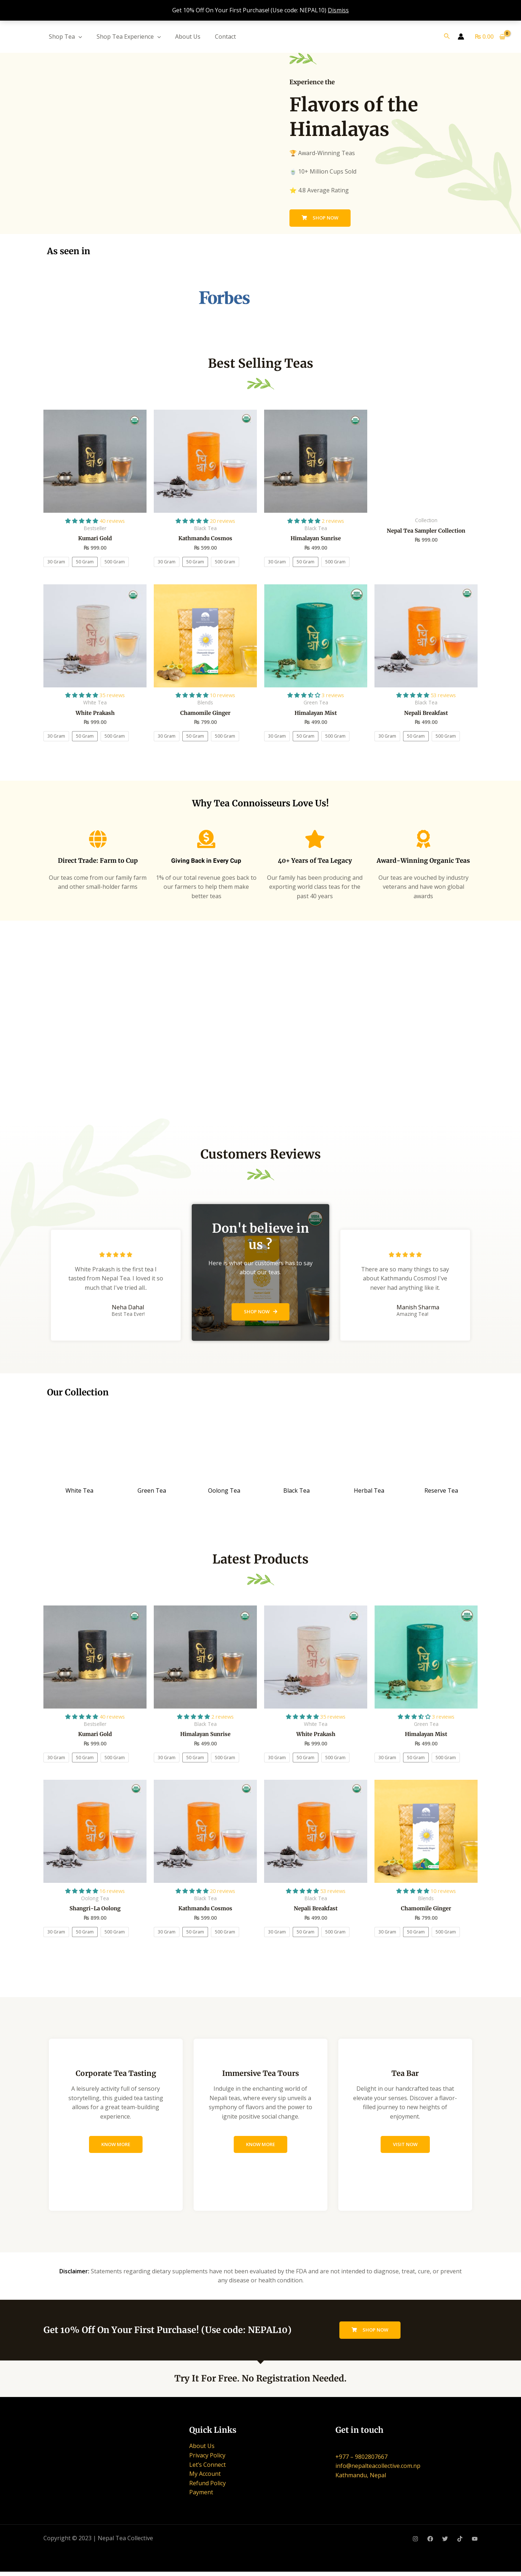 Get 10% Off On Your First Purchase! (Use code: NEPAL10) Dismiss
Shop Tea
Shop Tea Experience
About Us
Contact
₨ 0.00
0
Experience the
Flavors of the
Himalayas
🏆 Award-Winning Teas
🍵 10+ Million Cups Sold
⭐ 4.8 Average Rating
SHOP NOW
As seen in
Forbes
Best Selling Teas
40 reviews
Bestseller
Kumari Gold
₨ 999.00
30 Gram 50 Gram 500 Gram
20 reviews
Black Tea
Kathmandu Cosmos
₨ 599.00
30 Gram 50 Gram 500 Gram
2 reviews
Black Tea
Himalayan Sunrise
₨ 499.00
30 Gram 50 Gram 500 Gram
Collection
Nepal Tea Sampler Collection
₨ 999.00
White Tea
White Prakash
₨ 999.00
30 Gram 50 Gram 500 Gram
10 reviews
Blends
Chamomile Ginger
₨ 799.00
30 Gram 50 Gram 500 Gram
Green Tea
Himalayan Mist
₨ 499.00
30 Gram 50 Gram 500 Gram
Black Tea
Nepali Breakfast
₨ 499.00
30 Gram 50 Gram 500 Gram
Why Tea Connoisseurs Love Us!
Direct Trade: Farm to Cup
Our teas come from our family farm
and other small-holder farms
Giving Back in Every Cup
1% of our total revenue goes back to
our farmers to help them make
better teas
40+ Years of Tea Legacy
Our family has been producing and
exporting world class teas for the
past 40 years
Award-Winning Organic Teas
Our teas are vouched by industry
veterans and have won global
awards
Customers Reviews
White Prakash is the first tea I
tasted from Nepal Tea. I loved it so
much that I've tried all..
Neha Dahal
Best Tea Ever!
Don't believe in
us ?
Here is what our customers has to say
about our teas.
SHOP NOW
There are so many things to say
about Kathmandu Cosmos! I've
never had anything like it.
Manish Sharma
Amazing Tea!
Our Collection
White Tea
Green Tea
Oolong Tea
Black Tea
Herbal Tea
Reserve Tea
Latest Products
40 reviews
Bestseller
Kumari Gold
₨ 999.00
30 Gram 50 Gram 500 Gram
2 reviews
Black Tea
Himalayan Sunrise
₨ 499.00
30 Gram 50 Gram 500 Gram
White Tea
White Prakash
₨ 999.00
30 Gram 50 Gram 500 Gram
Green Tea
Himalayan Mist
₨ 499.00
30 Gram 50 Gram 500 Gram
Oolong Tea
Shangri-La Oolong
₨ 899.00
30 Gram 50 Gram 500 Gram
20 reviews
Black Tea
Kathmandu Cosmos
₨ 599.00
30 Gram 50 Gram 500 Gram
Black Tea
Nepali Breakfast
₨ 499.00
30 Gram 50 Gram 500 Gram
10 reviews
Blends
Chamomile Ginger
₨ 799.00
30 Gram 50 Gram 500 Gram
Corporate Tea Tasting
A leisurely activity full of sensory
storytelling, this guided tea tasting
allows for a great team-building
experience.
KNOW MORE
Immersive Tea Tours
Indulge in the enchanting world of
Nepali teas, where every sip unveils a
symphony of flavors and the power to
ignite positive social change.
KNOW MORE
Tea Bar
Delight in our handcrafted teas that
elevate your senses. Discover a flavor-
filled journey to new heights of
enjoyment.
VISIT NOW
Disclaimer: Statements regarding dietary supplements have not been evaluated by the FDA and are not intended to diagnose, treat, cure, or prevent
any disease or health condition.
Get 10% Off On Your First Purchase! (Use code: NEPAL10)
SHOP NOW
Try It For Free. No Registration Needed.
Quick Links
About Us
Privacy Policy
Let's Connect
My Account
Refund Policy
Payment
Get in touch
+977 – 9802807667
info@nepalteacollective.com.np
Kathmandu, Nepal
Copyright © 2023 | Nepal Tea Collective